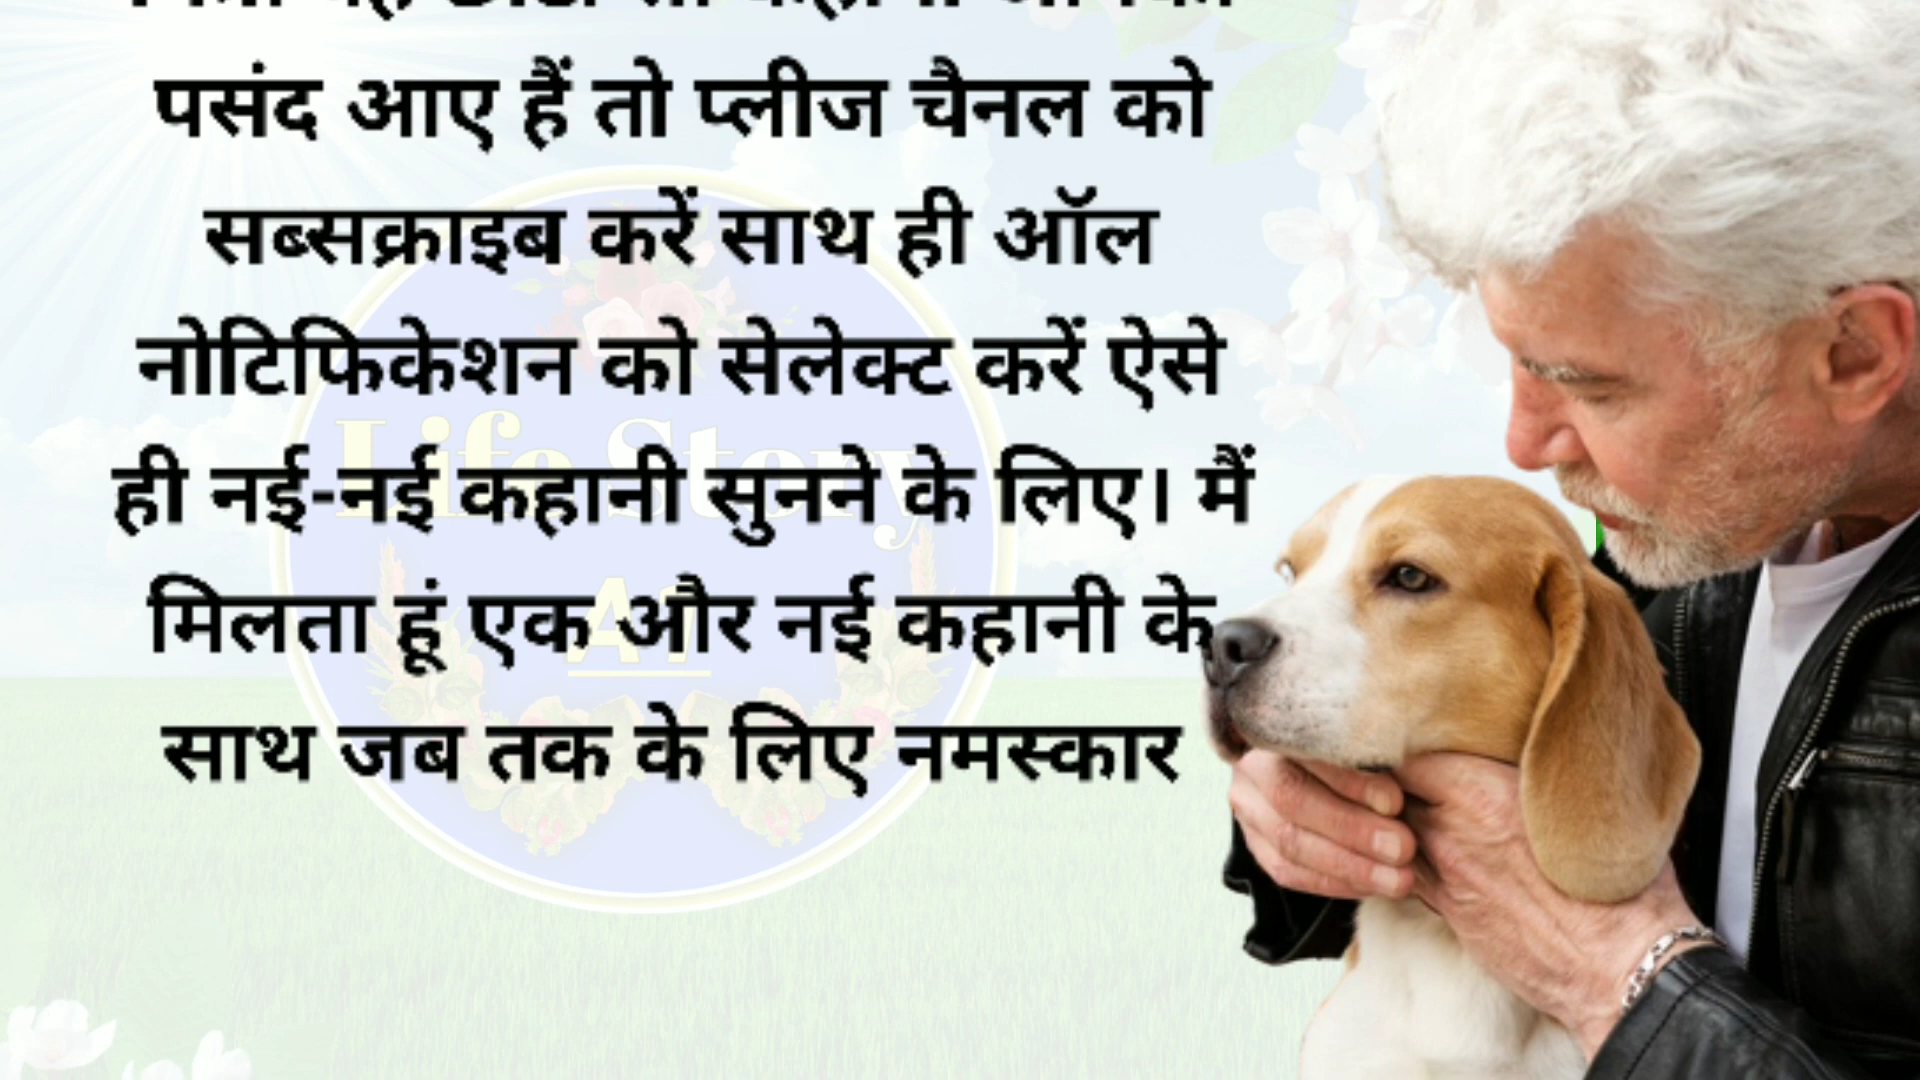 पसंद आए हैं तो प्लीज चैनल को
सब्सक्राइब करें साथ ही ऑल
नोटिफिकेशन को सेलेक्ट करें ऐसे
ही नई-नई कहानी सुनने के लिए। मैं
मिलता हूं एक और नई कहानी के
साथ जब तक के लिए नमस्कार
Life Story
A1